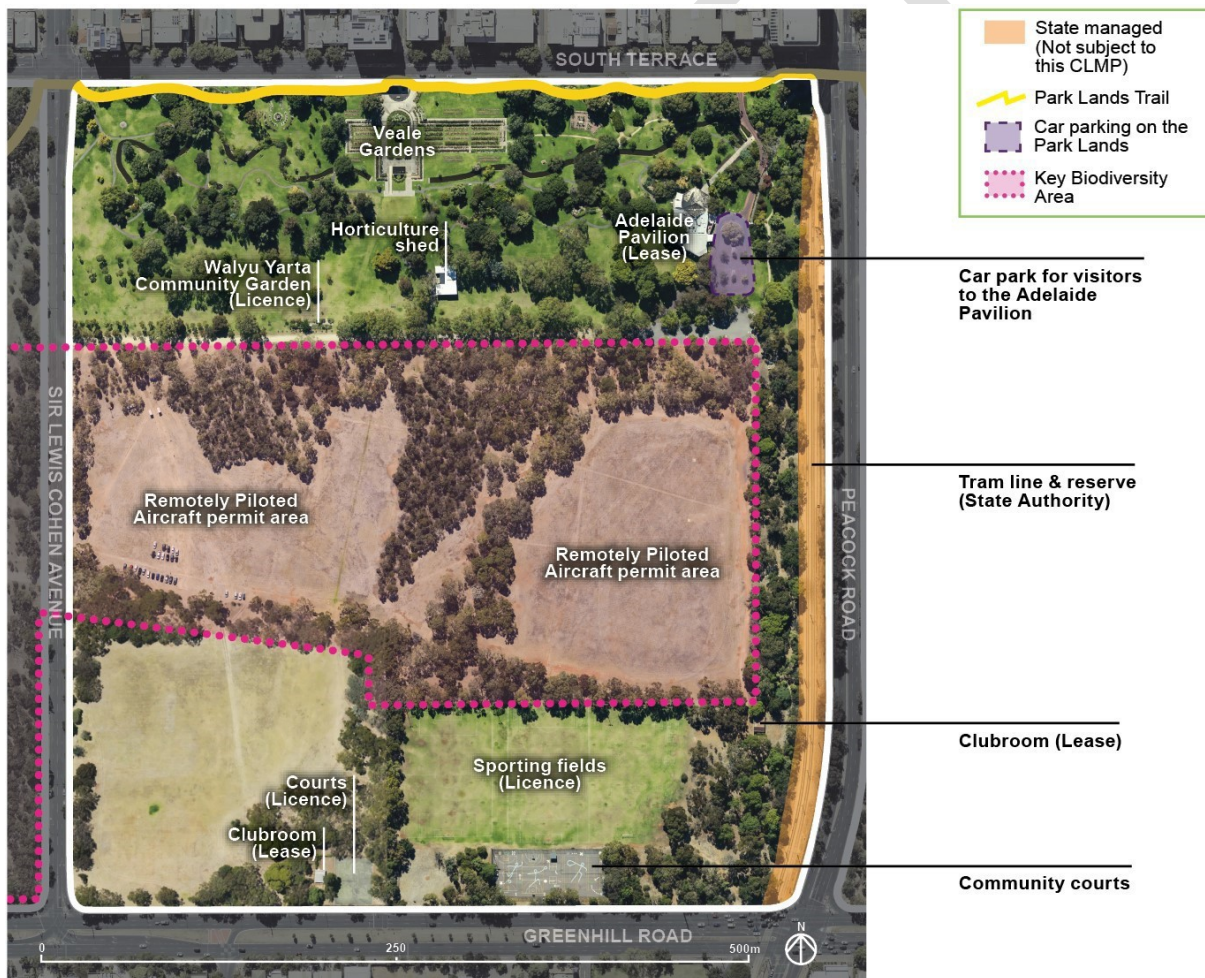 SOUTH TERRACE
State managed
(Not subject to
this CLMP)
Park Lands Trail
Car parking on the
Park Lands
Key Biodiversity
Area
Veale
Gardens
Horticulture
shed
Adelaide
Pavilion
(Lease)
Walyu Yarta
Community Garden
(Licence)
Car park for visitors
to the Adelaide
Pavilion
SIR LEWIS COHEN AVENUE
Remotely Piloted
Aircraft permit area
Remotely Piloted
Aircraft permit area
PEACOCK ROAD
Tram line & reserve
(State Authority)
Clubroom (Lease)
Sporting fields
(Licence)
Courts
(Licence)
Clubroom
(Lease)
Community courts
GREENHILL ROAD
0
250
500m
N